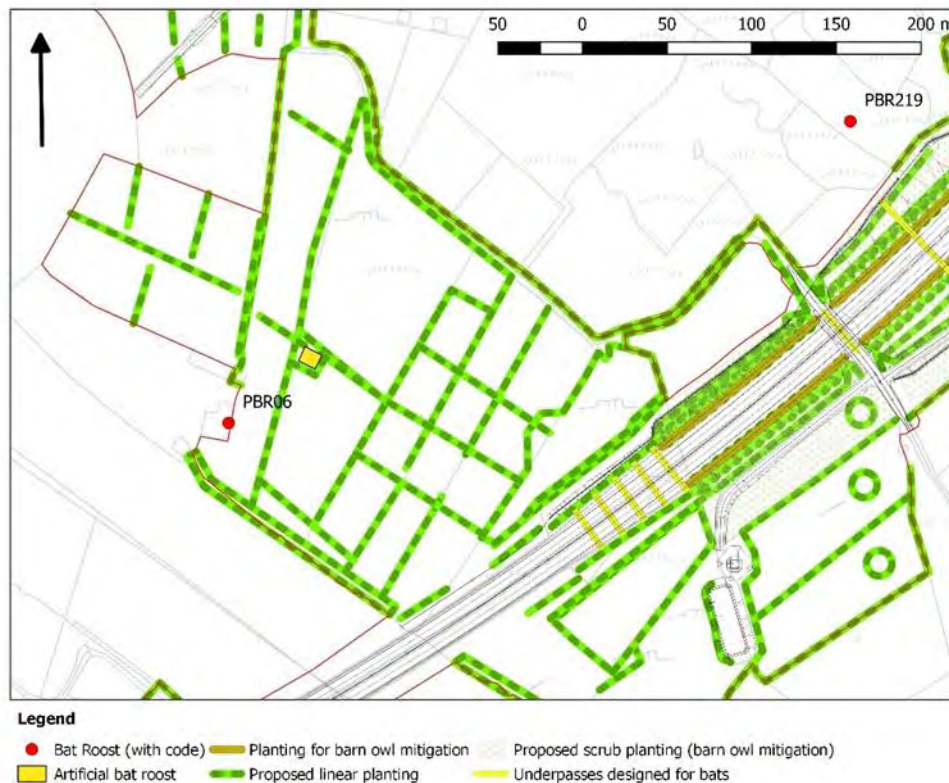 50 0 50 100 150 200 m
PBR219
PBR06
Legend
Bat Roost (with code) Planting for barn owl mitigation Proposed scrub planting (barn owl mitigation)
Artificial bat roost Proposed linear planting Underpasses designed for bats